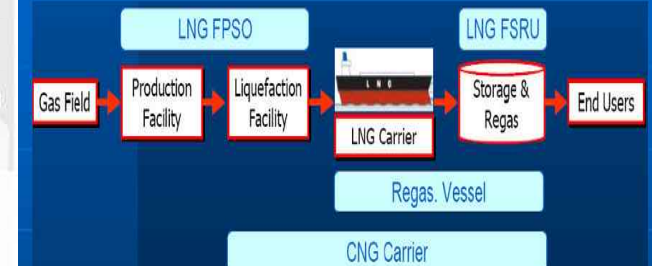 LNG FPSO
LNG FSRU
Gas Field
Production
Facility
Liquefaction
Facility
L N G
LNG Carrier
Storage &
Regas
End Users
Regas. Vessel
CNG Carrier